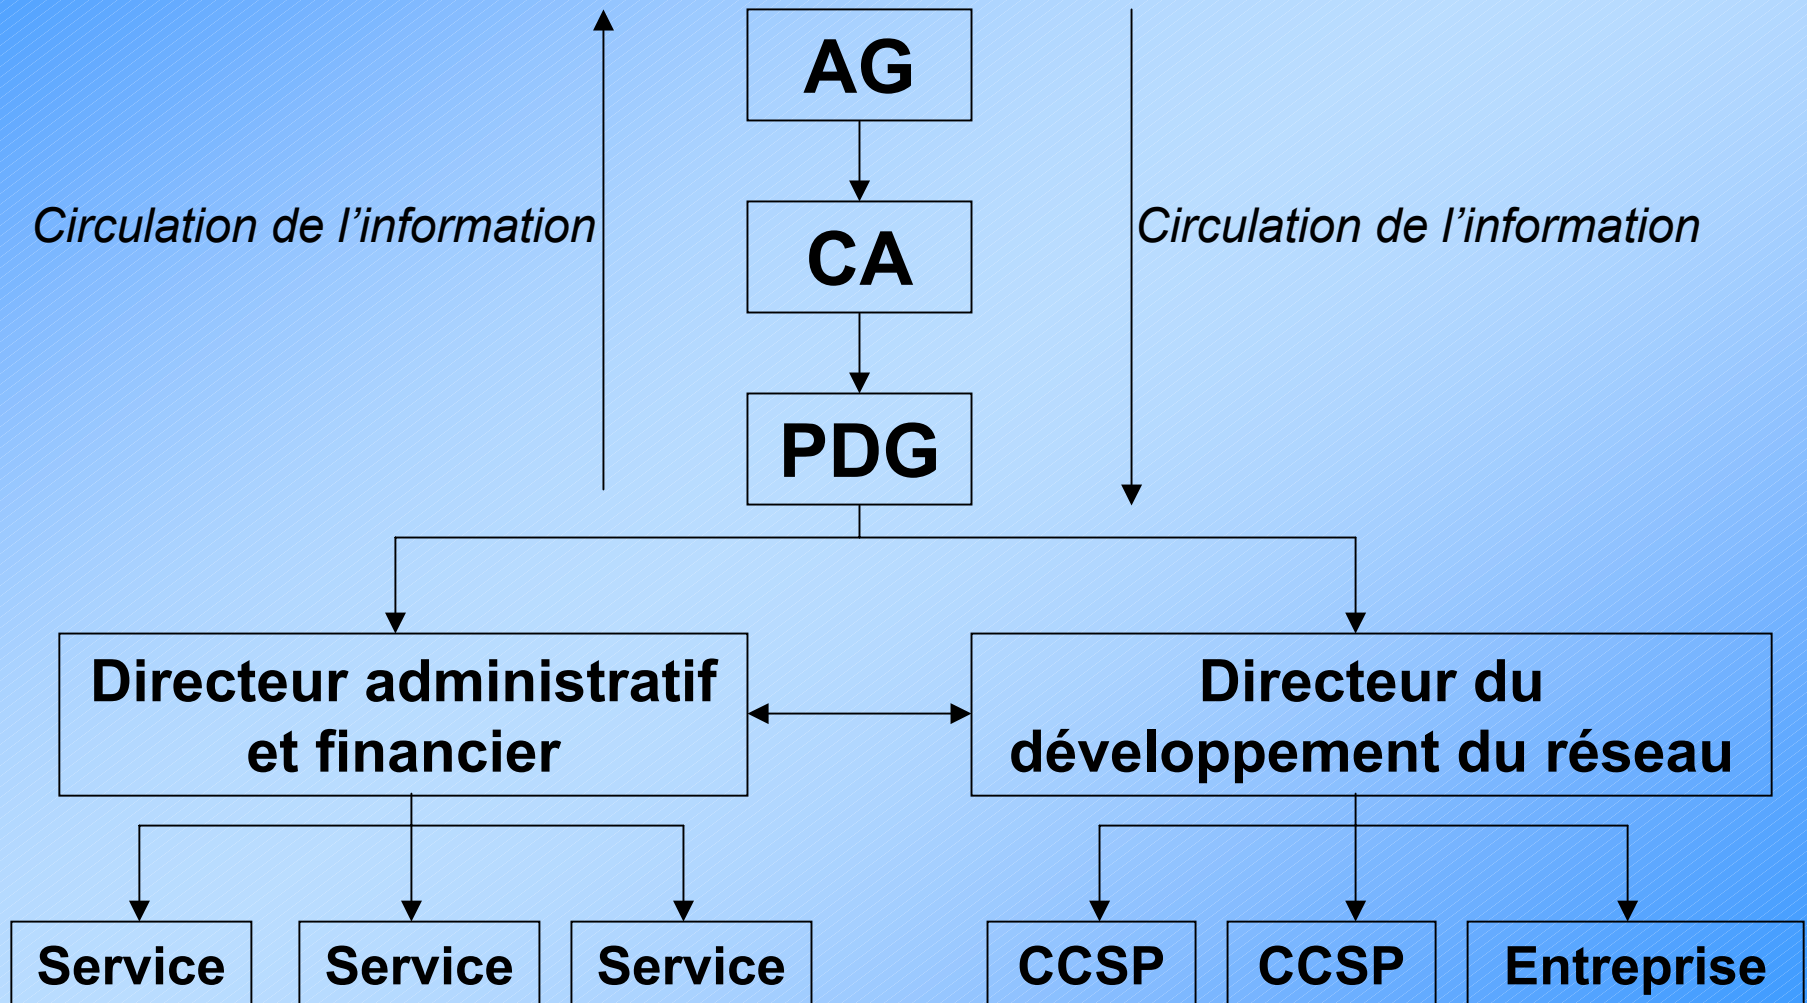 AG
Circulation de l’information
Circulation de l’information
CA
PDG
Directeur administratif
et financier
Directeur du
développement du réseau
Service
Service
Service
CCSP
CCSP
Entreprise